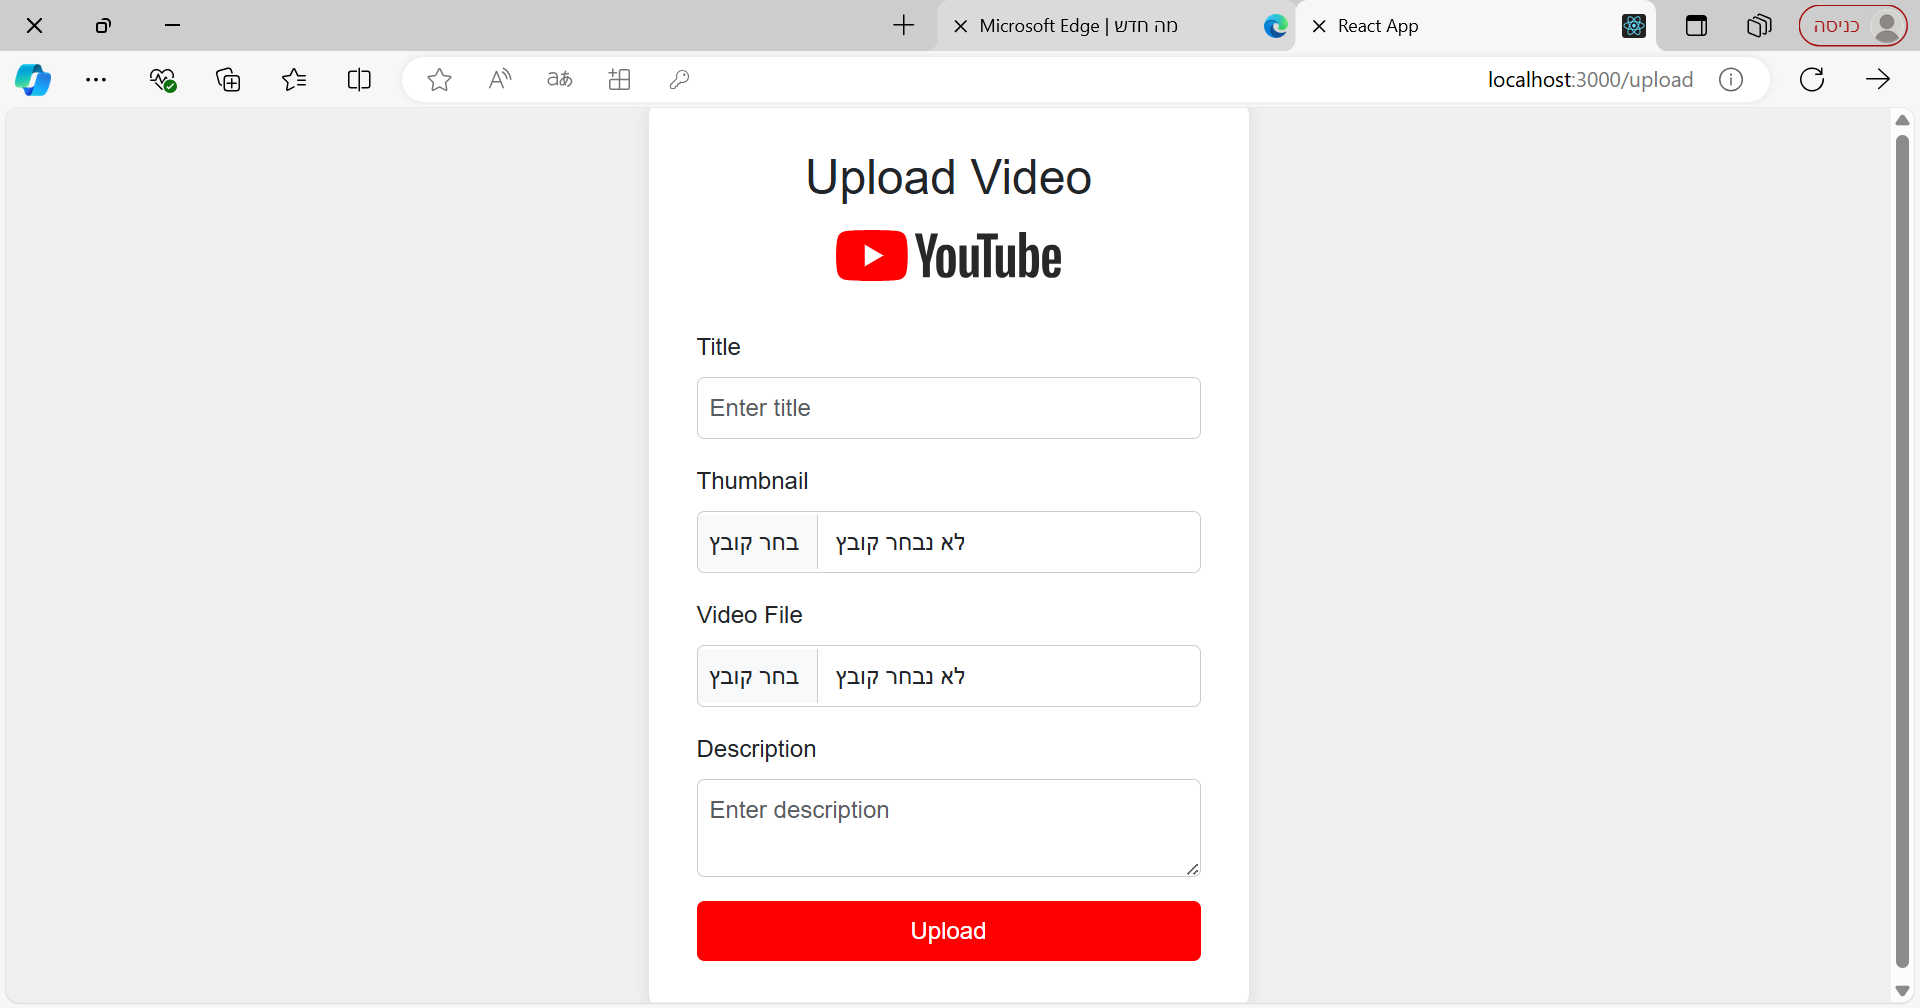 מה חדש | Microsoft Edge
React App
כניסה
localhost:3000/upload
Upload Video
YouTube
Title
Enter title
Thumbnail
בחר קובץ
לא נבחר קובץ
Video File
בחר קובץ
לא נבחר קובץ
Description
Enter description
Upload